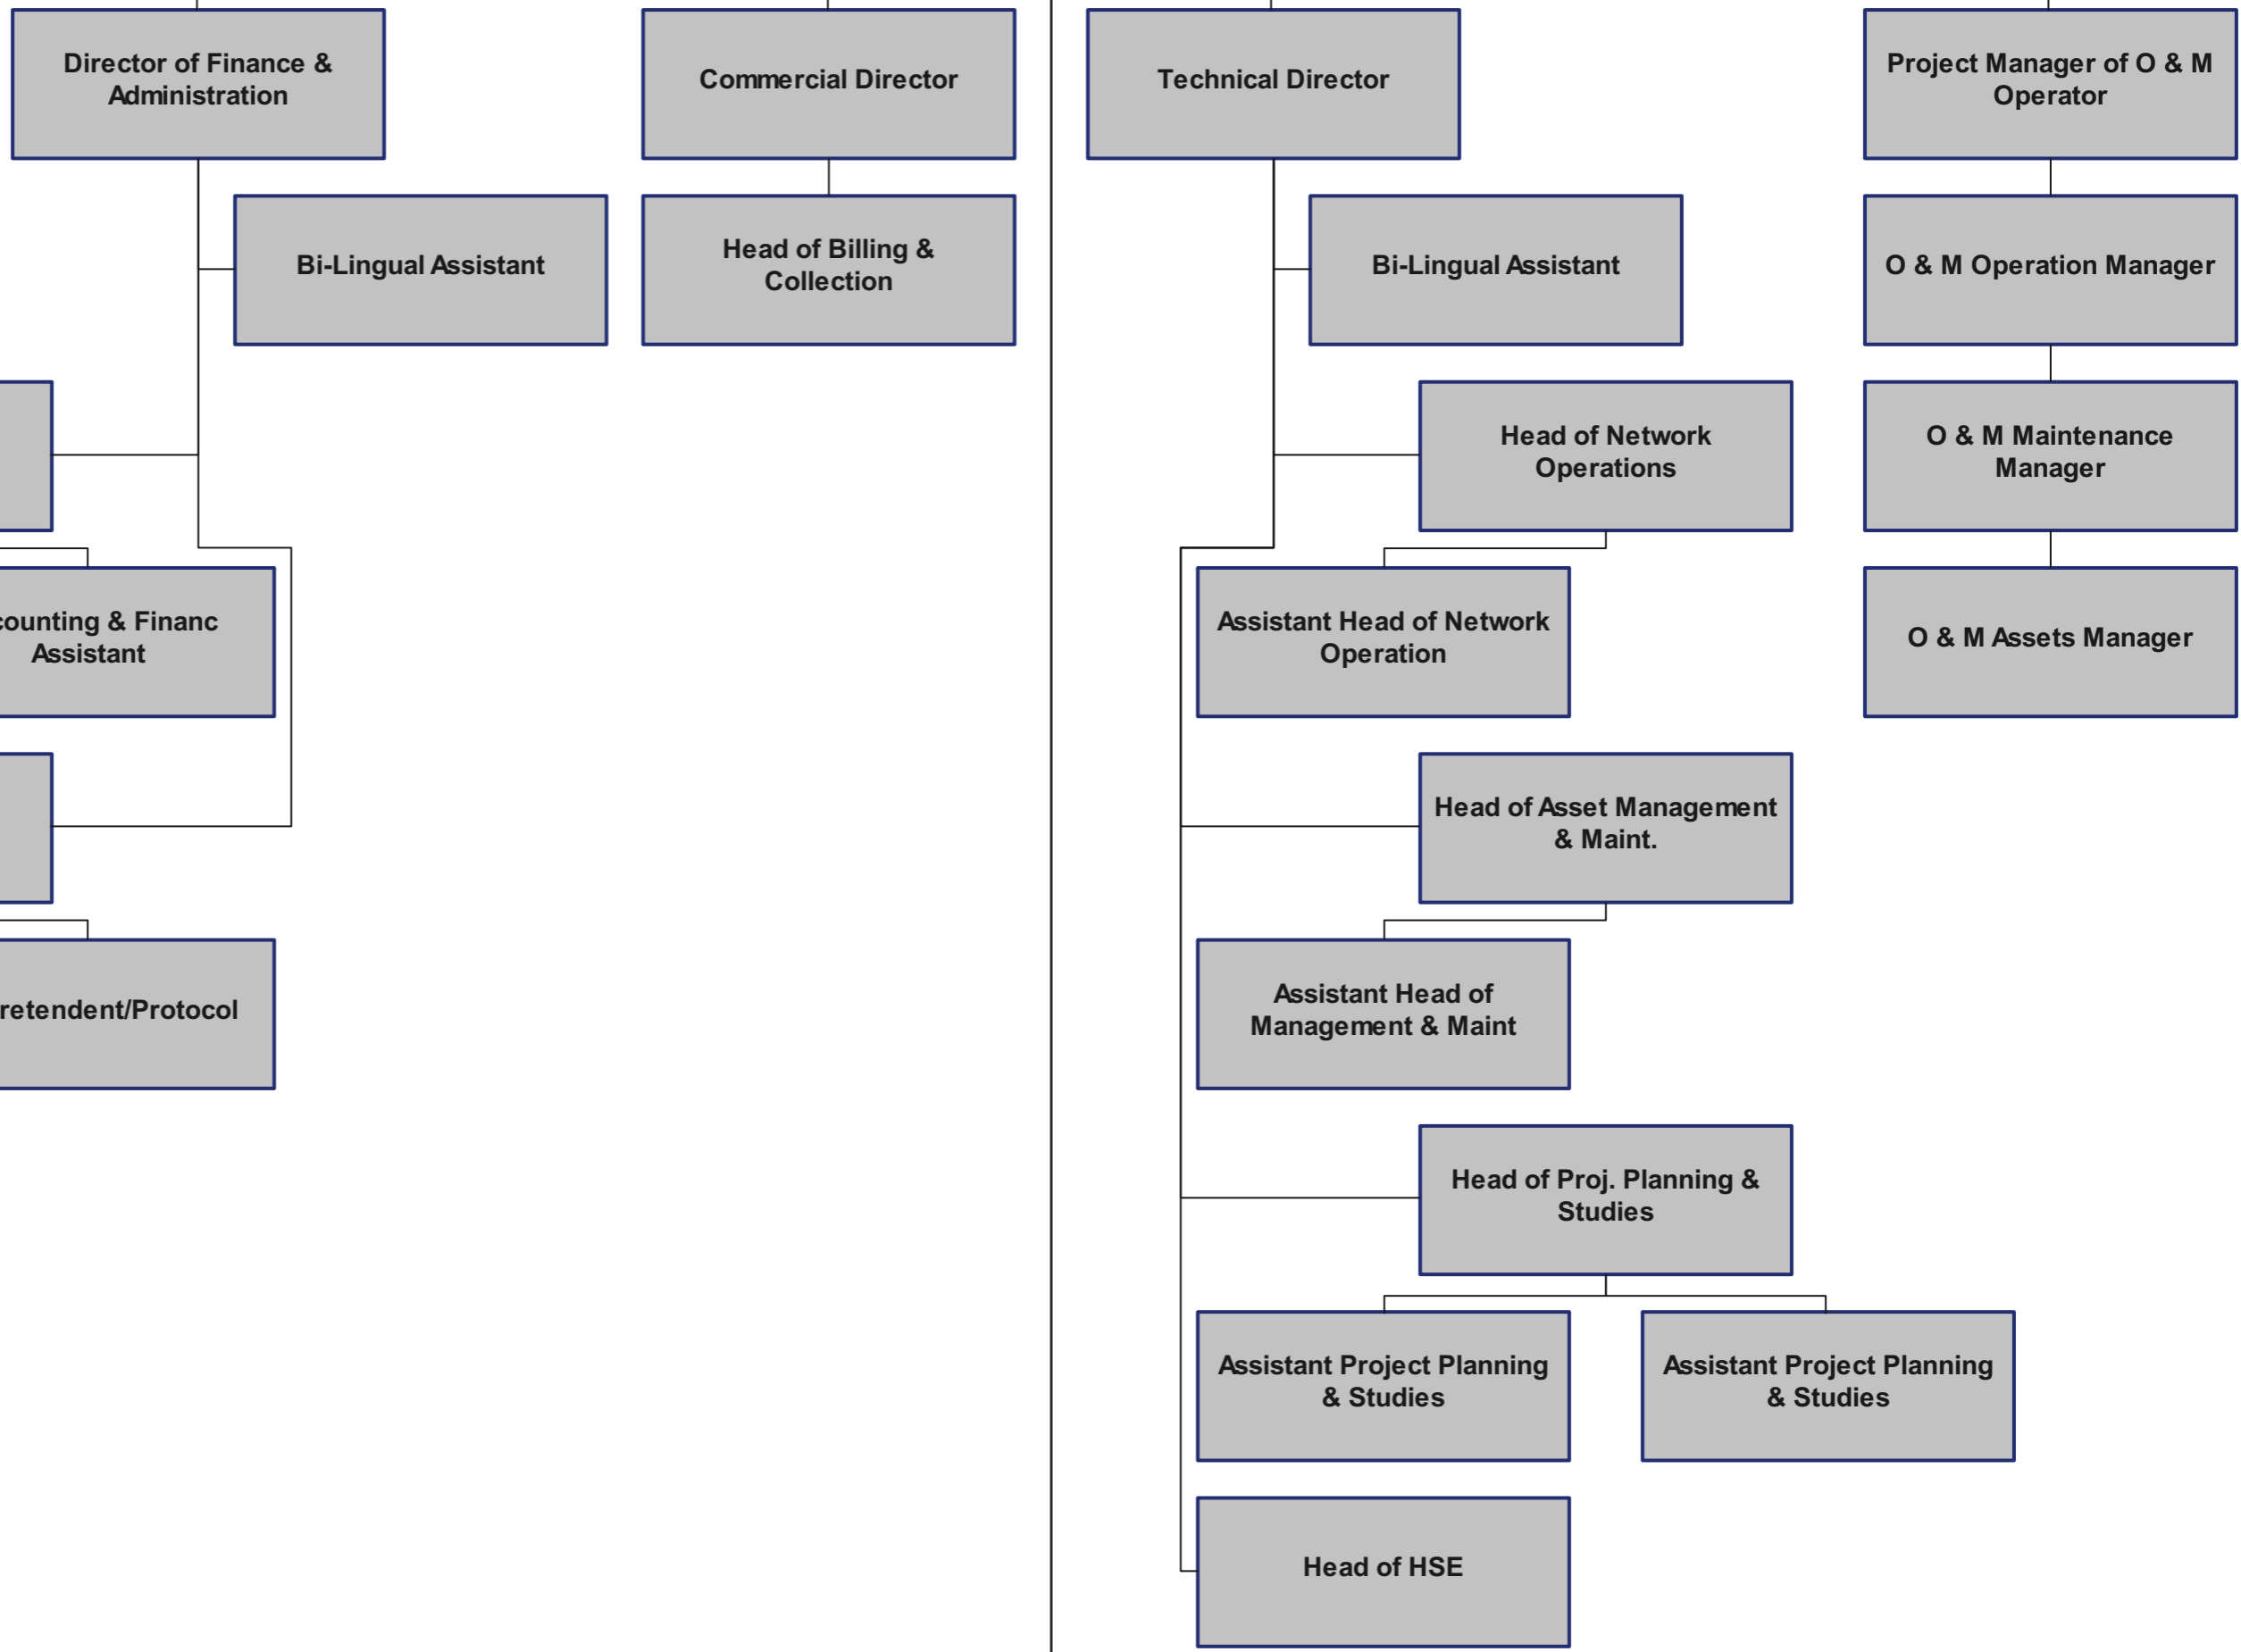 Director of Finance &
Administration
Commercial Director
Technical Director
Project Manager of O & M
Operator
Bi-Lingual Assistant
Head of Billing &
Collection
Bi-Lingual Assistant
O & M Operation Manager
Head of Network
Operations
O & M Maintenance
Manager
counting & Financ
Assistant
Assistant Head of Network
Operation
O & M Assets Manager
Head of Asset Management
& Maint.
retendent/Protocol
Assistant Head of
Management & Maint
Head of Proj. Planning &
Studies
Assistant Project Planning
& Studies
Assistant Project Planning
& Studies
Head of HSE